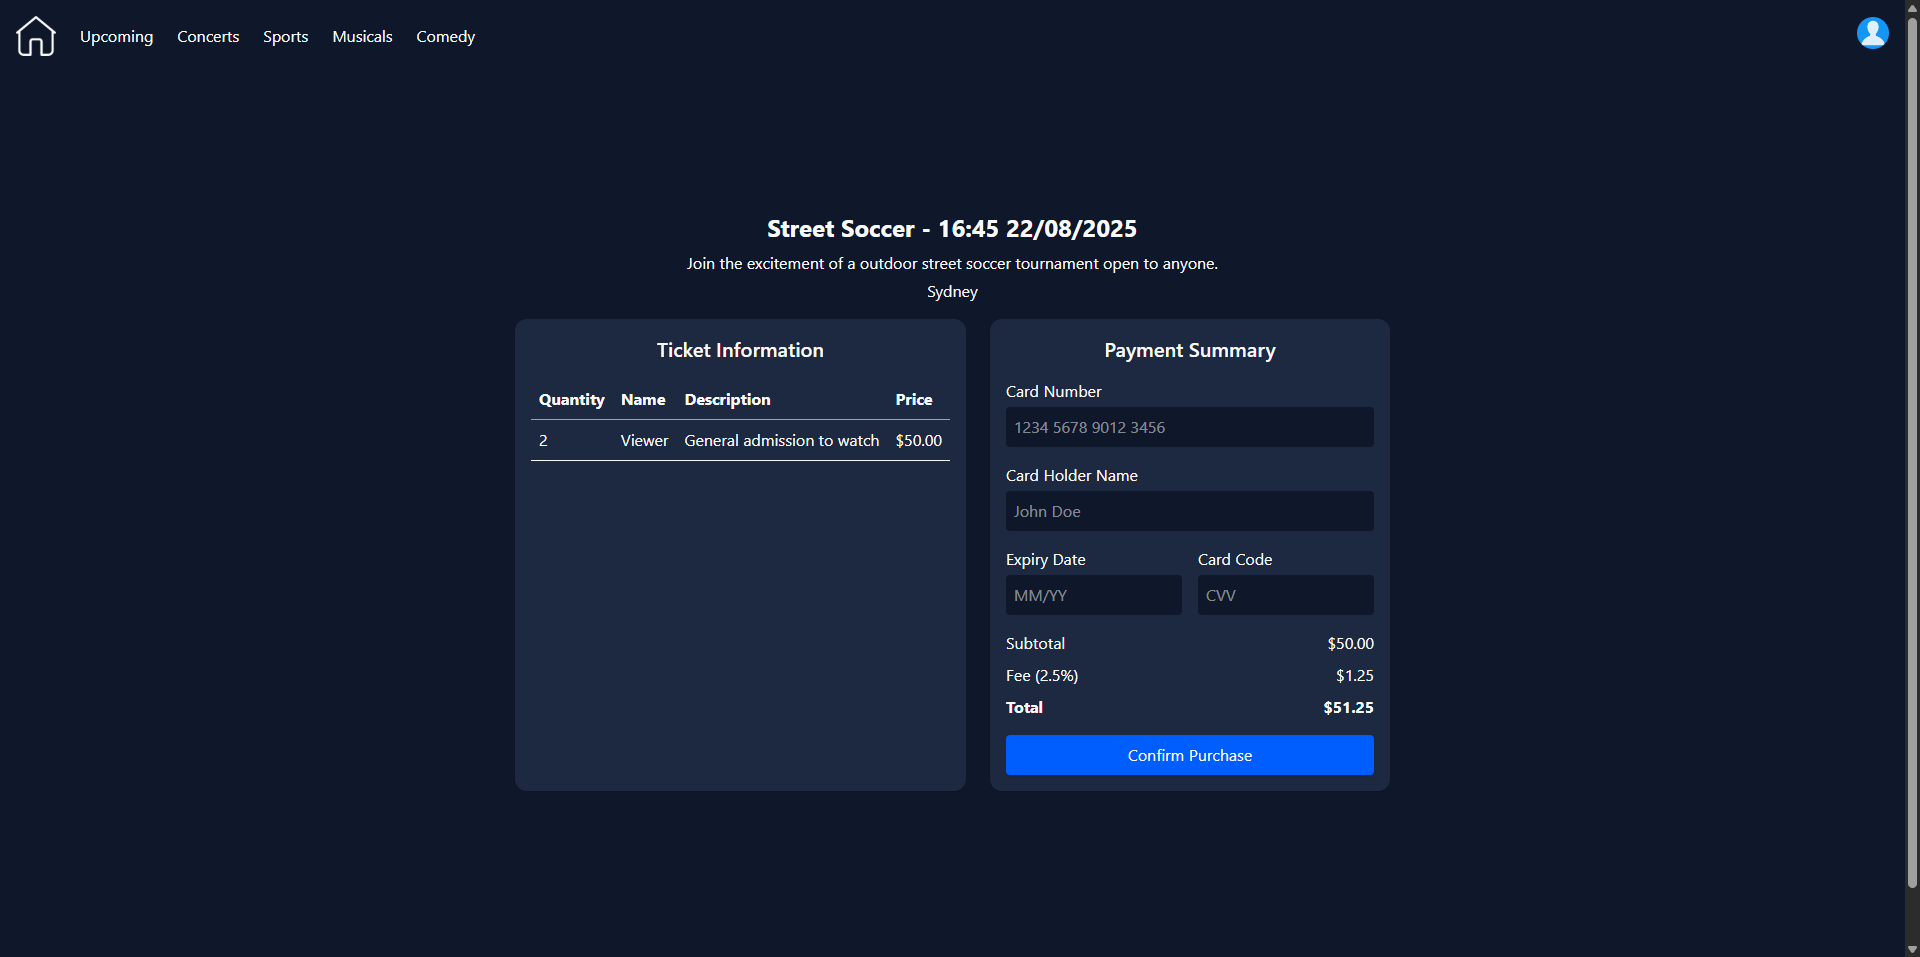 Upcoming Concerts Sports Musicals Comedy
Street Soccer - 16:45 22/08/2025
Join the excitement of a outdoor street soccer tournament open to anyone.
Sydney
Ticket Information
Quantity Name Description Price
2 Viewer General admission to watch $50.00
Payment Summary
Card Number
1234 5678 9012 3456
Card Holder Name
John Doe
Expiry Date Card Code
MM/YY CVV
Subtotal $50.00
Fee (2.5%) $1.25
Total $51.25
Confirm Purchase